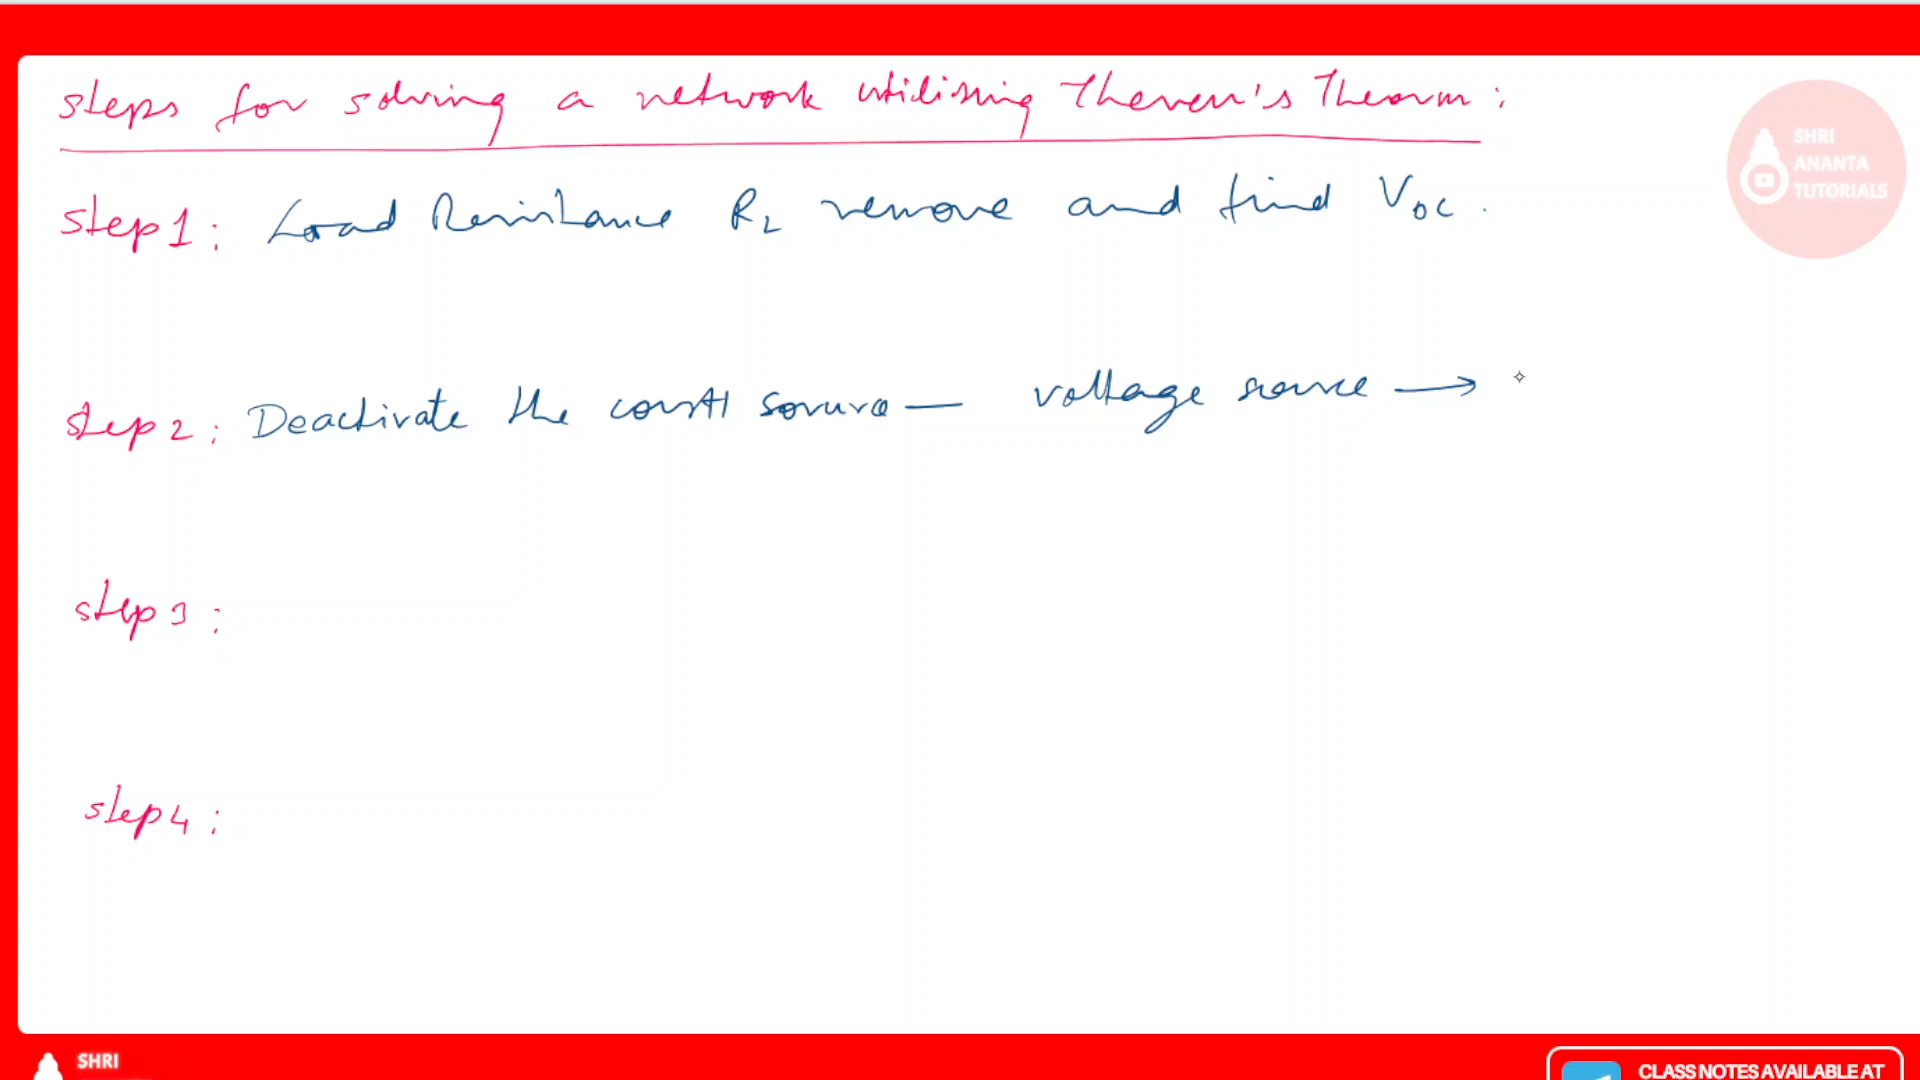 steps for solving a network utilising Theven's Theorm :
SHRI
ANANTA
TUTORIALS
step 1 : Load Resistance RL remove and find Voc .
step 2 : Deactivate the constt source — voltage source →
step 3 :
step 4 :
SHRI
CLASS NOTES AVAILABLE AT